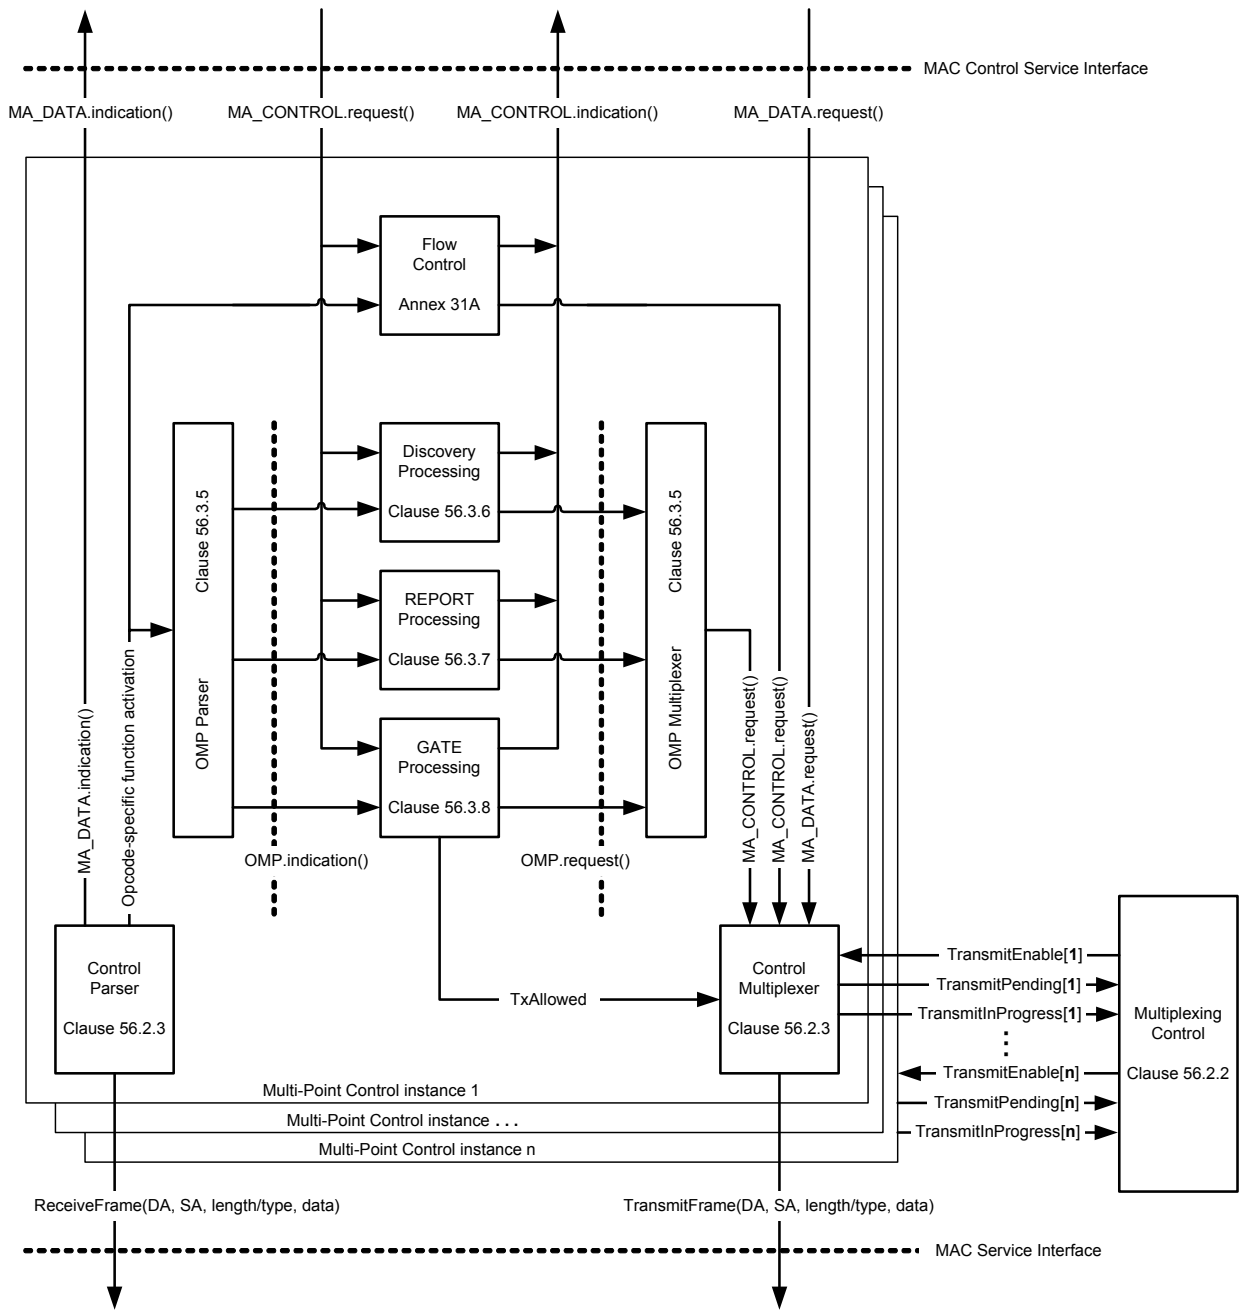 MAC Control Service Interface
MA_DATA.indication()
MA_CONTROL.request()
MA_CONTROL.indication()
MA_DATA.request()
Flow
Control
Annex 31A
Discovery
Processing
Clause 56.3.6
REPORT
Processing
Clause 56.3.7
GATE
Processing
Clause 56.3.8
OMP Parser
Clause 56.3.5
OMP Multiplexer
Clause 56.3.5
MA_DATA.indication()
Opcode-specific function activation
MA_CONTROL.request()
MA_CONTROL.request()
MA_DATA.request()
OMP.indication()
OMP.request()
Control
Parser
Clause 56.2.3
TxAllowed
Control
Multiplexer
Clause 56.2.3
TransmitEnable[1]
TransmitPending[1]
TransmitInProgress[1]
TransmitEnable[n]
TransmitPending[n]
TransmitInProgress[n]
Multiplexing
Control
Clause 56.2.2
Multi-Point Control instance 1
Multi-Point Control instance . . .
Multi-Point Control instance n
ReceiveFrame(DA, SA, length/type, data)
TransmitFrame(DA, SA, length/type, data)
MAC Service Interface